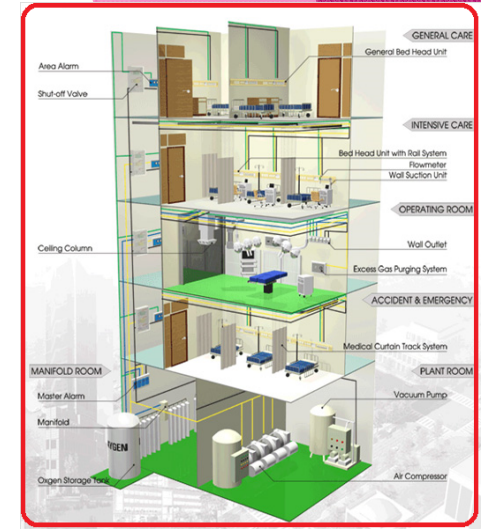 GENERAL CARE
General Bed Head Unit
Area Alarm
Shut-off Valve
INTENSIVE CARE
Bed Head Unit with Rail System
Flowmeter
Wall Suction Unit
OPERATING ROOM
Ceiling Column
Wall Outlet
Excess Gas Purging System
ACCIDENT & EMERGENCY
Medical Curtain Track System
MANIFOLD ROOM
PLANT ROOM
Master Alarm
Vacuum Pump
Manifold
OXYGEN
Oxgen Storage Tank
Air Compressor